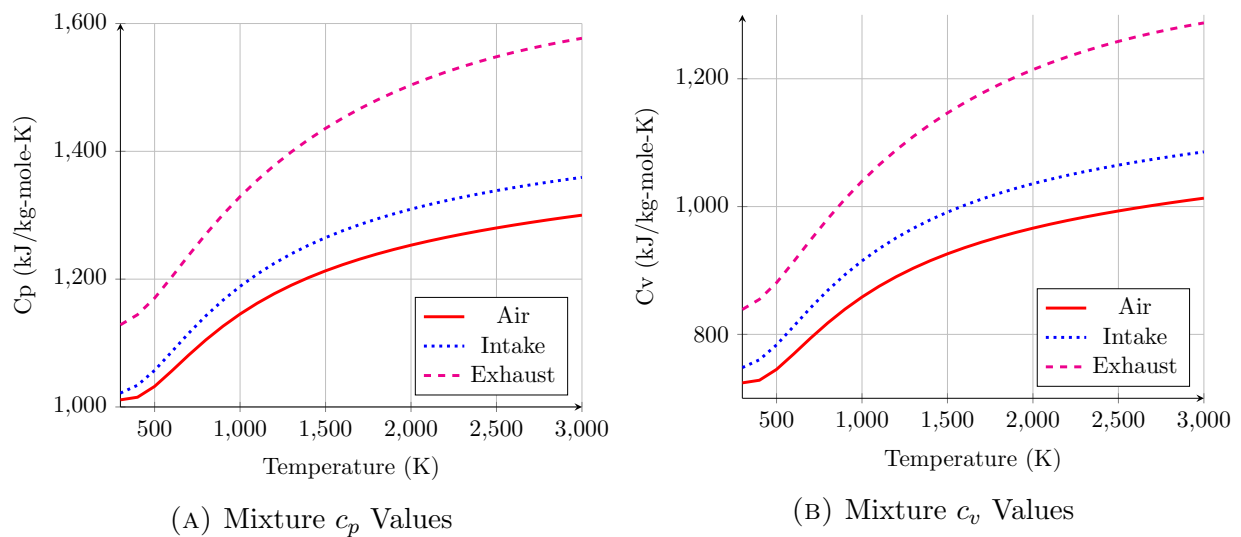 1,600
1,400
1,200
1,000
Cp (kJ/kg-mole-K)
500
1,000
1,500
2,000
2,500
3,000
Temperature (K)
Air
Intake
Exhaust
(A) Mixture cp Values
1,200
1,000
800
Cv (kJ/kg-mole-K)
500
1,000
1,500
2,000
2,500
3,000
Temperature (K)
Air
Intake
Exhaust
(B) Mixture cv Values